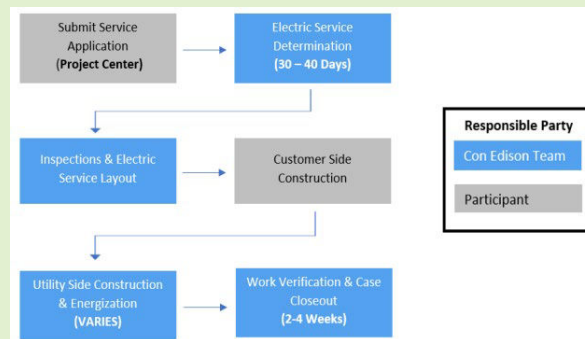 Submit Service
Application
(Project Center)
Electric Service
Determination
(30 – 40 Days)
Inspections & Electric
Service Layout
Customer Side
Construction
Utility Side Construction
& Energization
(VARIES)
Work Verification & Case
Closeout
(2-4 Weeks)
Responsible Party
Con Edison Team
Participant